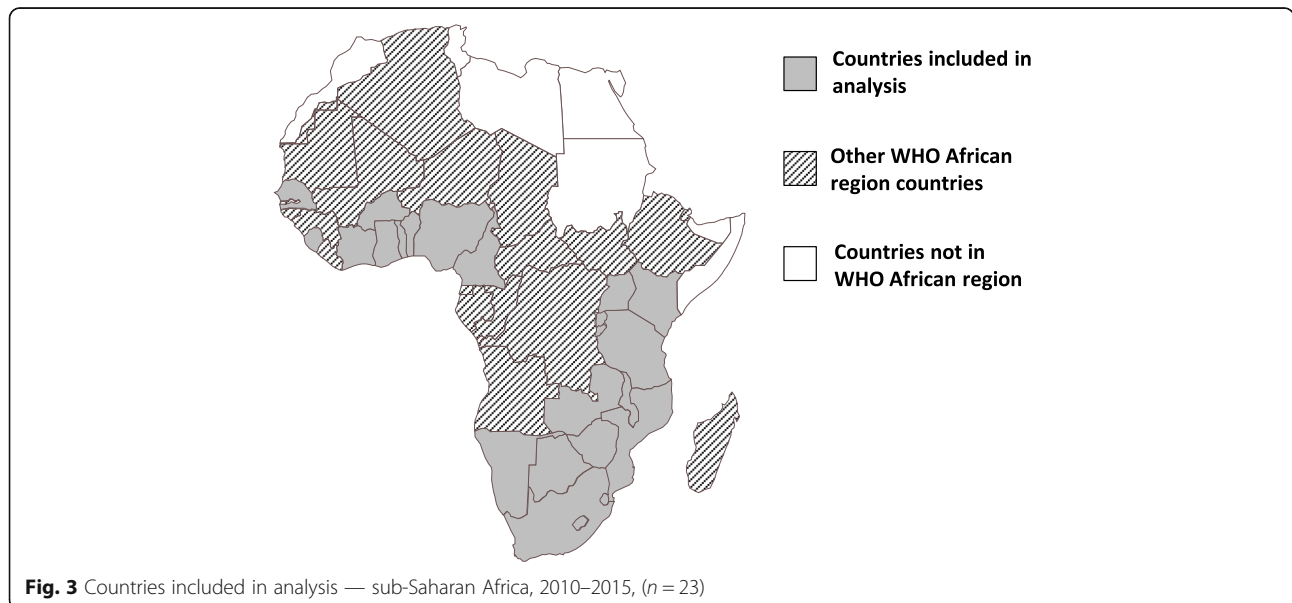 Countries included in
analysis
Other WHO African
region countries
Countries not in
WHO African region
Fig. 3 Countries included in analysis — sub-Saharan Africa, 2010–2015, (n = 23)